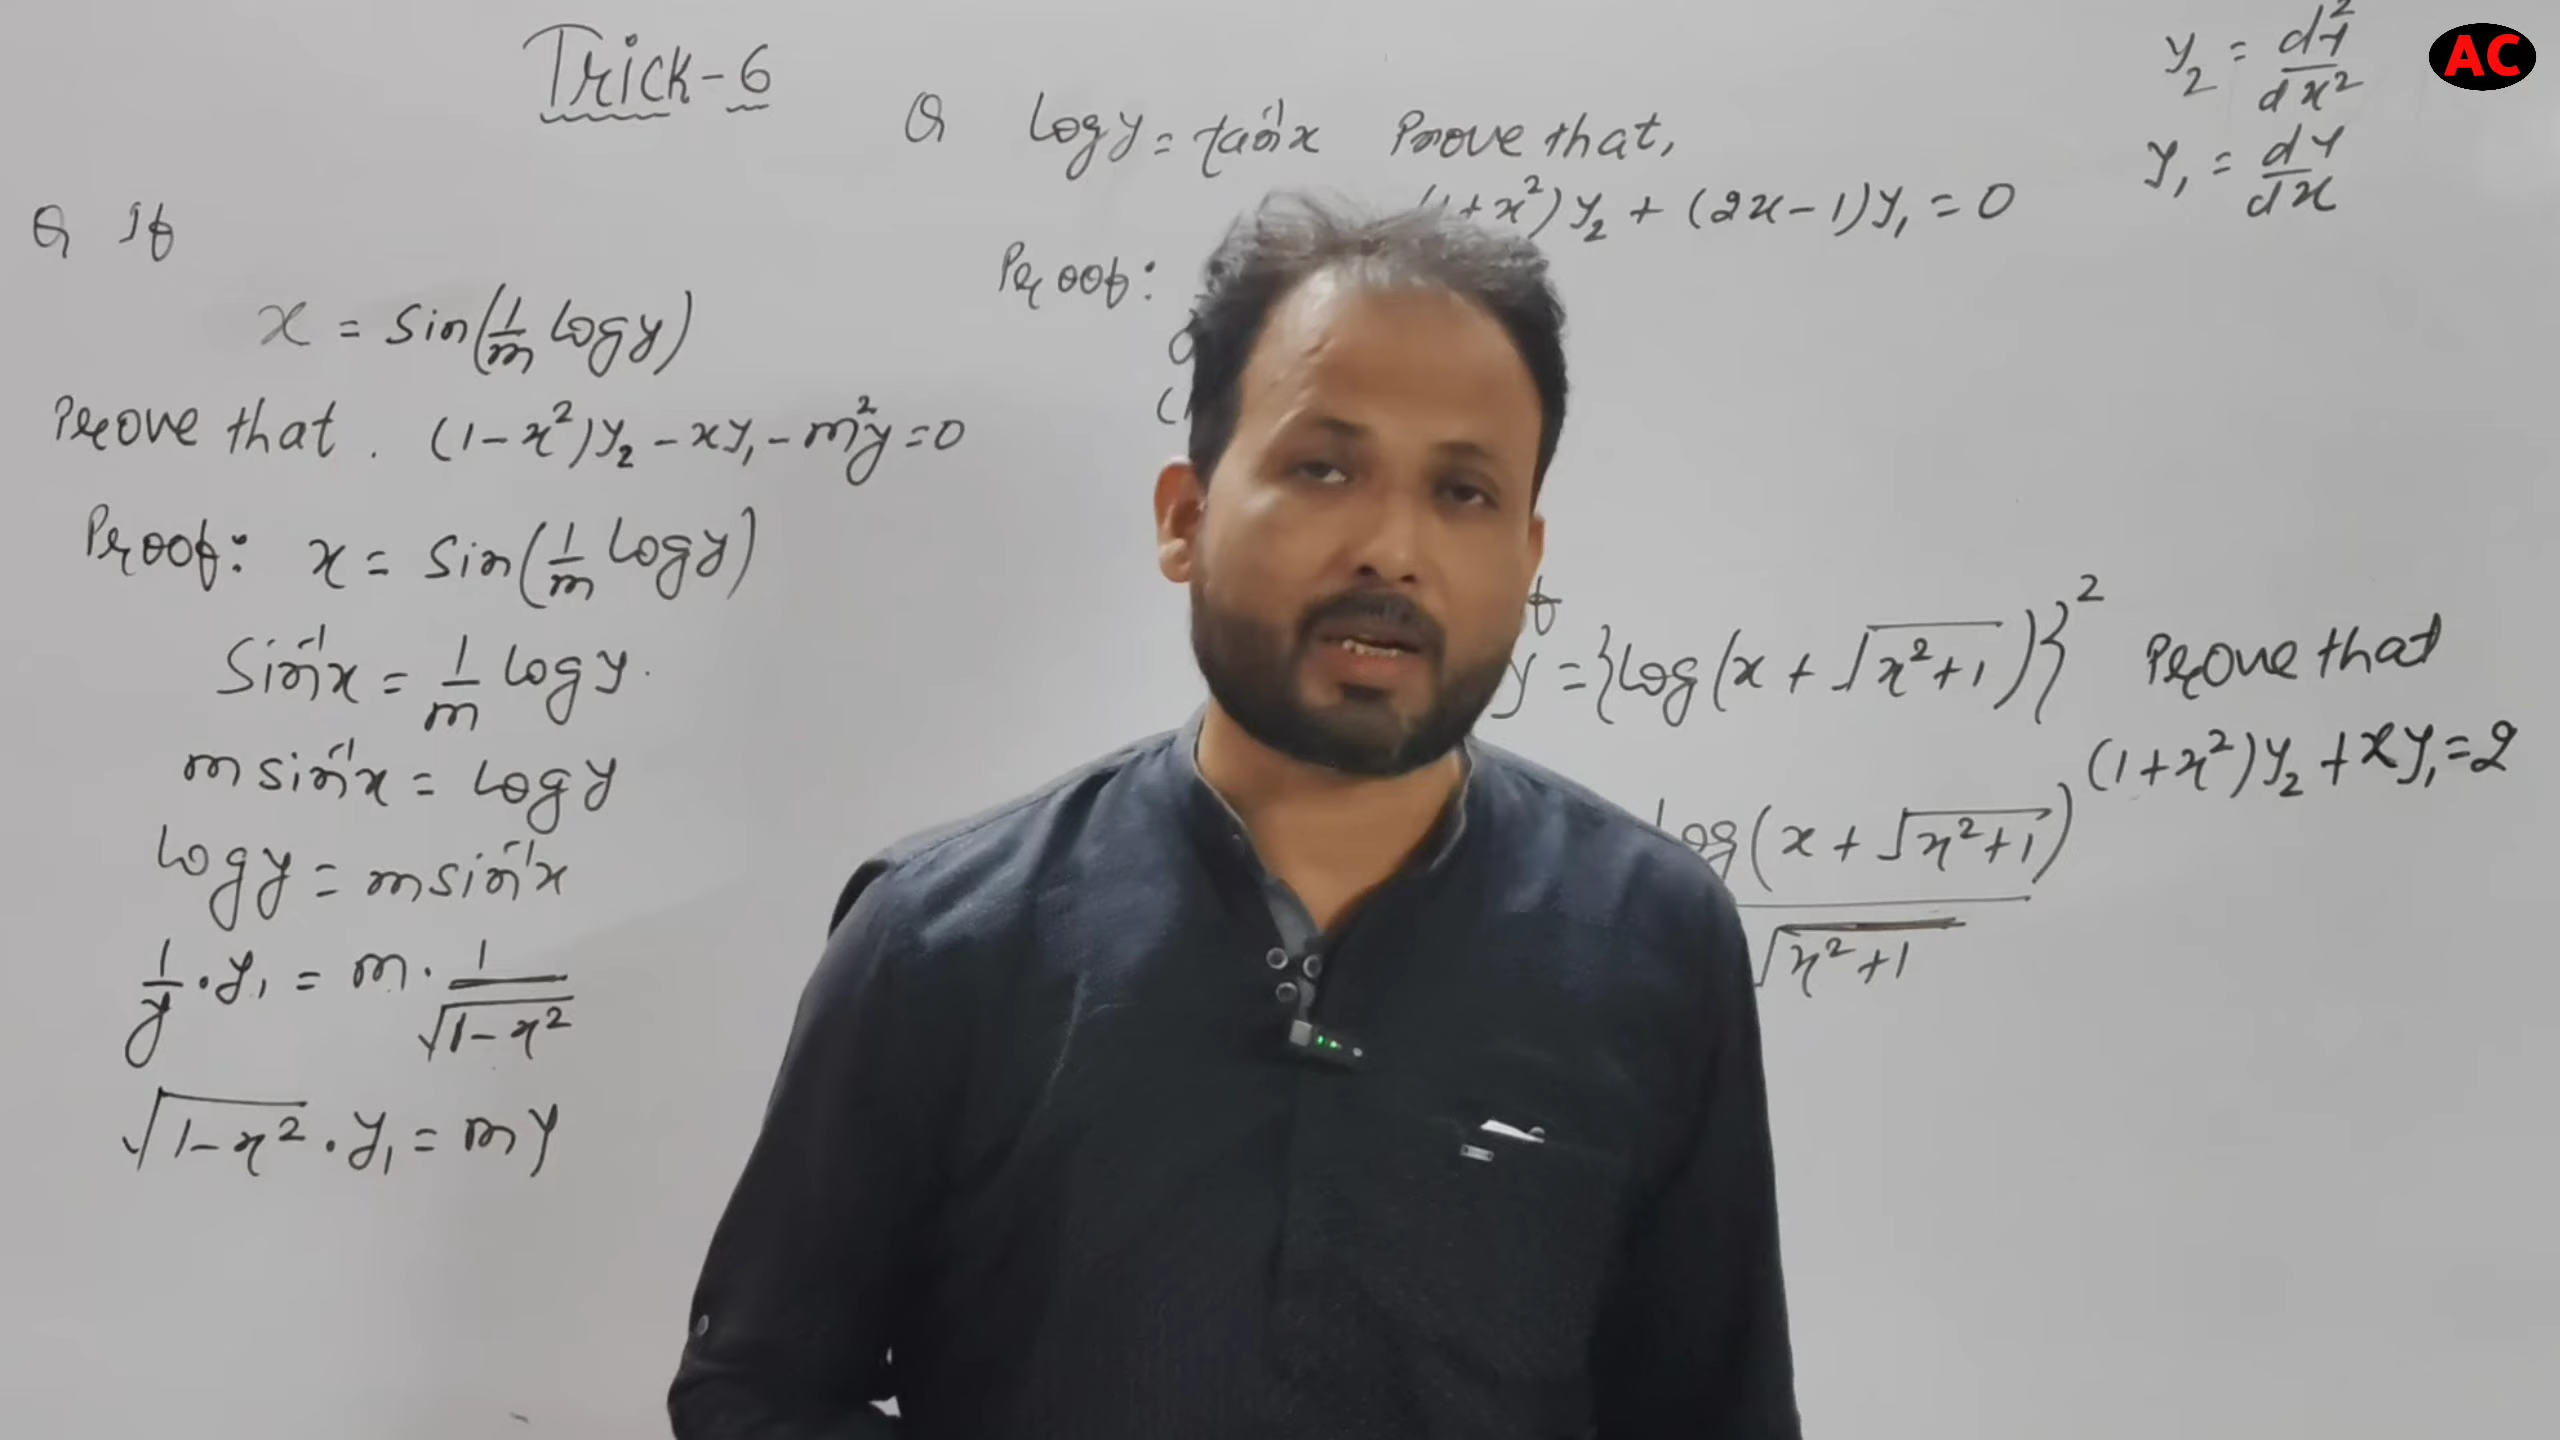 Trick-6
Q If
x = Sin(1/m log y)
Prove that. (1-x²)y₂ - xy₁ - m²y = 0
Proof: x = Sin(1/m log y)
Sin⁻¹x = 1/m log y.
m sin⁻¹x = log y
log y = m sin⁻¹x
1/y · y₁ = m · 1/√(1-x²)
√(1-x²) · y₁ = my
Q log y = tan⁻¹x Prove that,
+x²)y₂ + (2x-1)y₁ = 0
Proof:
y = {log(x + √(x²+1))}² Prove that
(1+x²)y₂ + xy₁ = 2
log(x + √(x²+1))
√(x²+1)
y₂ = d²y/dx²
y₁ = dy/dx
AC